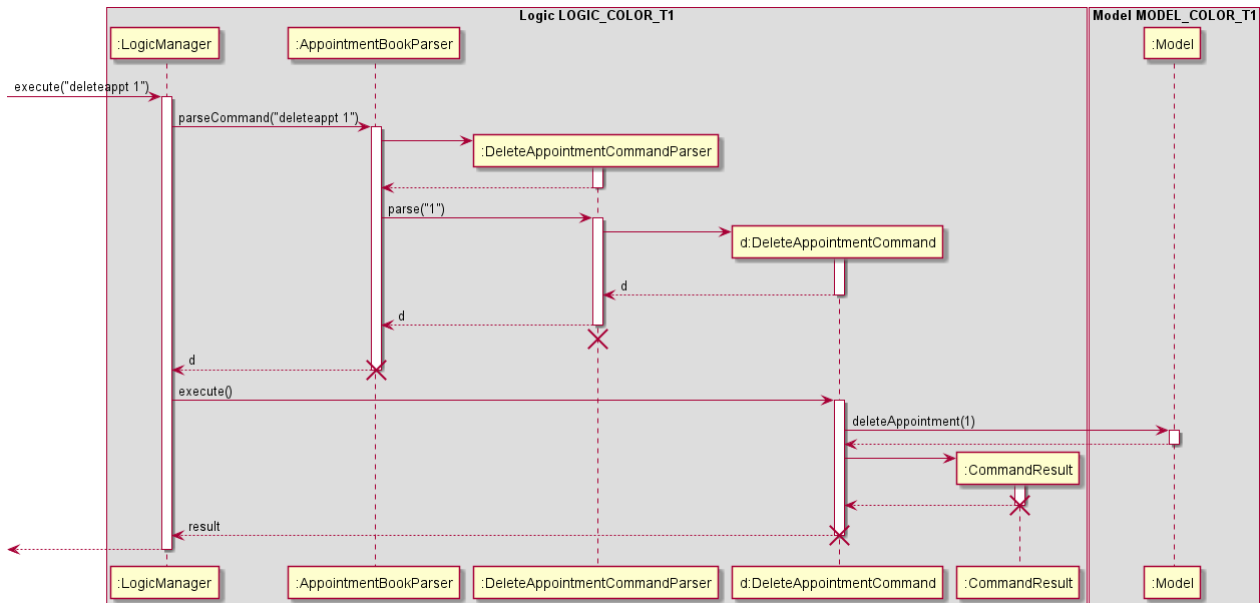 Logic LOGIC_COLOR_T1
Model MODEL_COLOR_T1
:LogicManager
:AppointmentBookParser
:Model
execute("deleteappt 1")
parseCommand("deleteappt 1")
:DeleteAppointmentCommandParser
parse("1")
d:DeleteAppointmentCommand
d
d
d
execute()
deleteAppointment(1)
:CommandResult
result
:LogicManager
:AppointmentBookParser
:DeleteAppointmentCommandParser
d:DeleteAppointmentCommand
:CommandResult
:Model